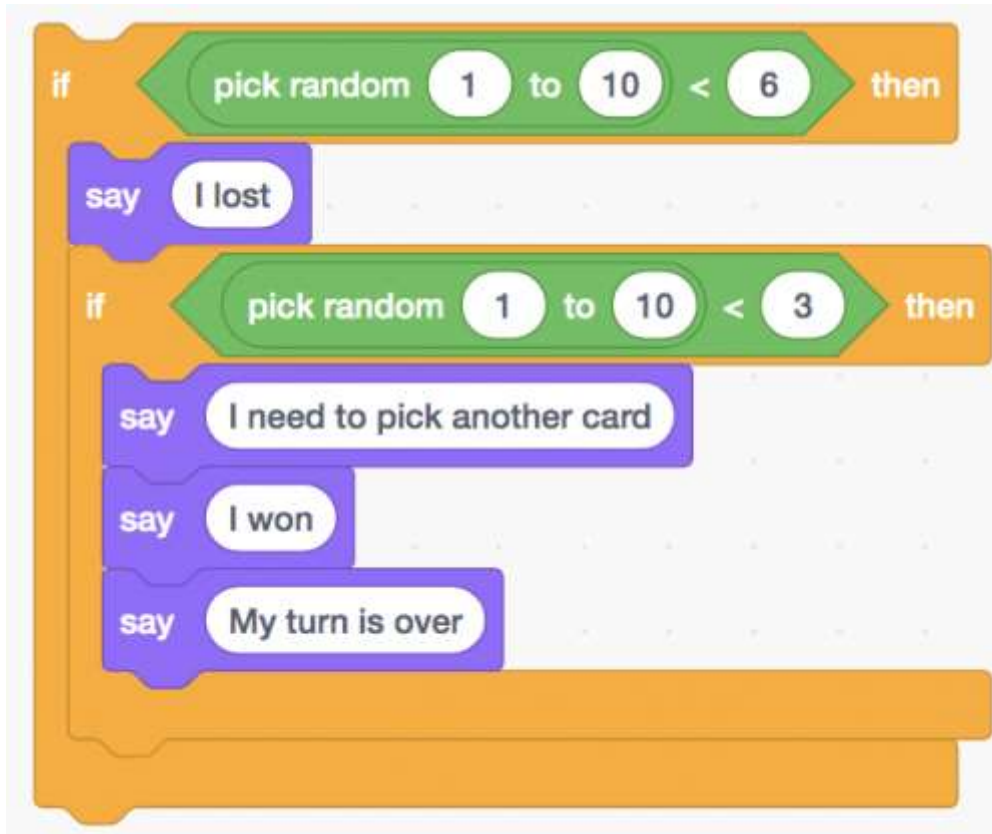 if pick random 1 to 10 < 6 then
say I lost
if pick random 1 to 10 < 3 then
say I need to pick another card
say I won
say My turn is over